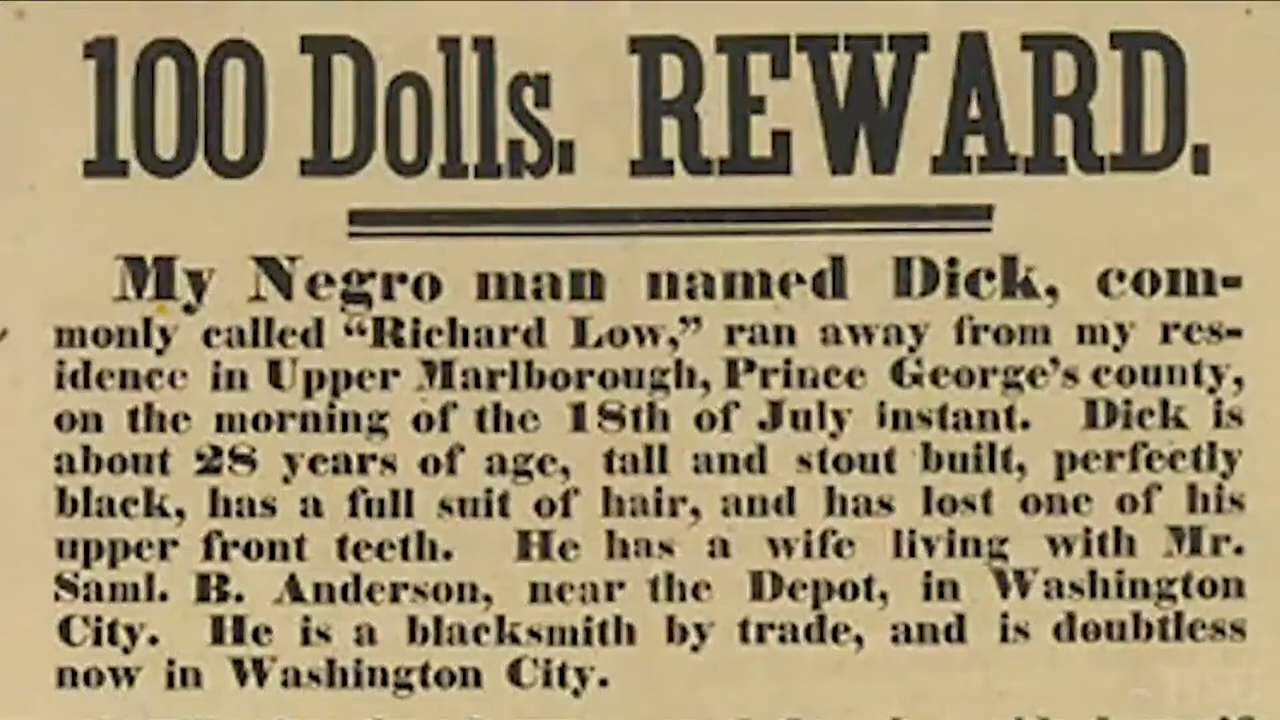 100 Dolls. REWARD.
My Negro man named Dick, com-
monly called “Richard Low,” ran away from my res-
idence in Upper Marlborough, Prince George’s county,
on the morning of the 18th of July instant. Dick is
about 28 years of age, tall and stout built, perfectly
black, has a full suit of hair, and has lost one of his
upper front teeth. He has a wife living with Mr.
Saml. B. Anderson, near the Depot, in Washington
City. He is a blacksmith by trade, and is doubtless
now in Washington City.